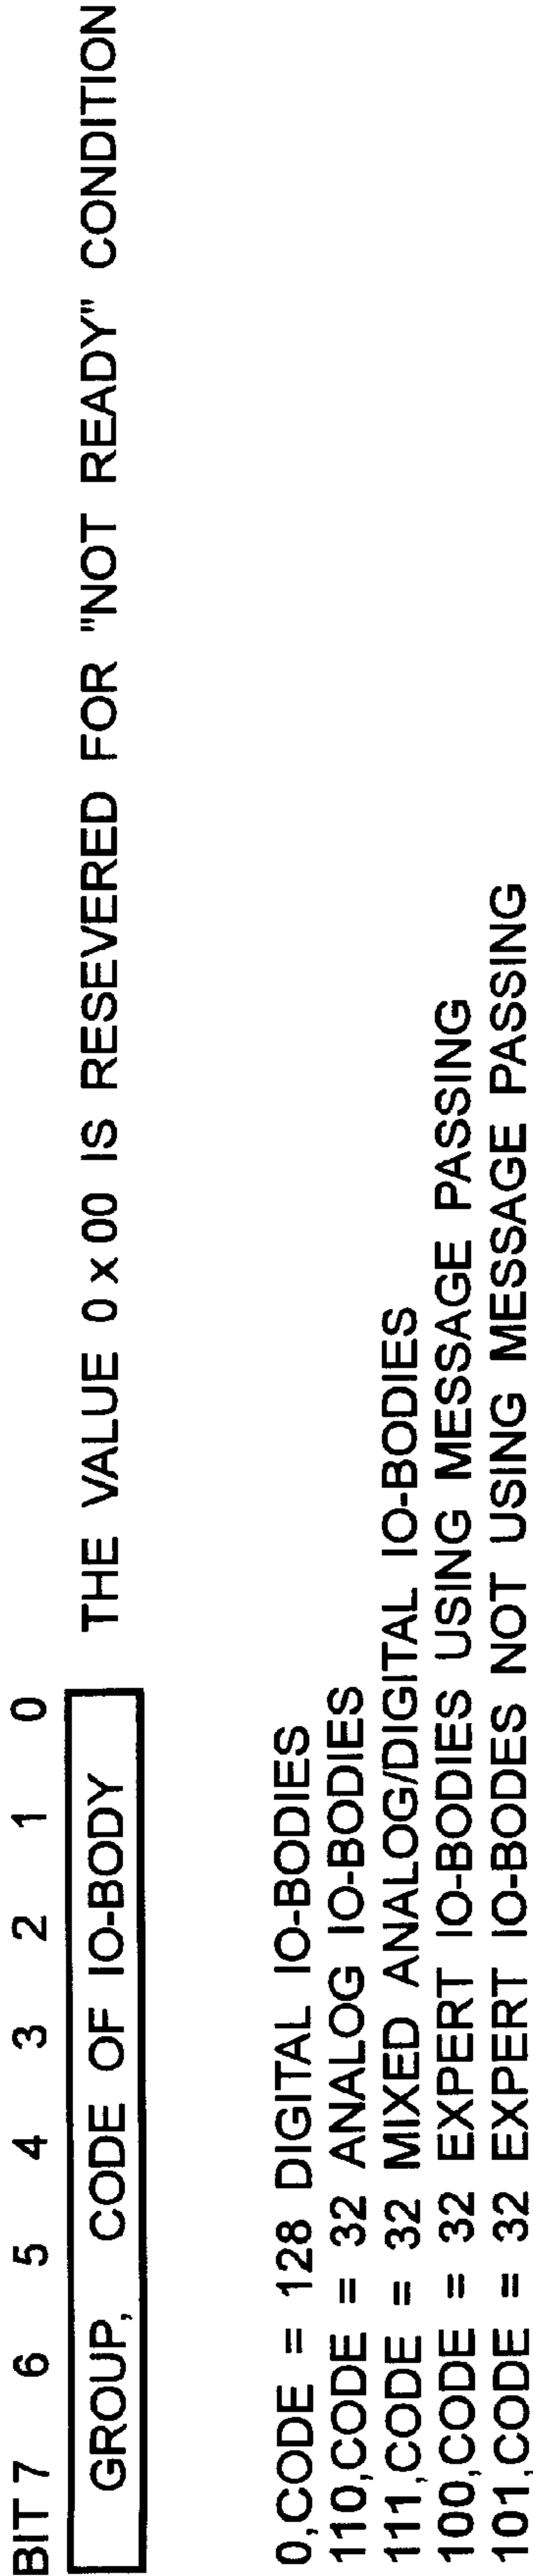 BIT 7 6 5 4 3 2 1 0
GROUP, CODE OF IO-BODY THE VALUE 0 x 00 IS RESEVERED FOR "NOT READY" CONDITION
0,CODE = 128 DIGITAL IO-BODIES
110,CODE = 32 ANALOG IO-BODIES
111,CODE = 32 MIXED ANALOG/DIGITAL IO-BODIES
100,CODE = 32 EXPERT IO-BODIES USING MESSAGE PASSING
101,CODE = 32 EXPERT IO-BODES NOT USING MESSAGE PASSING